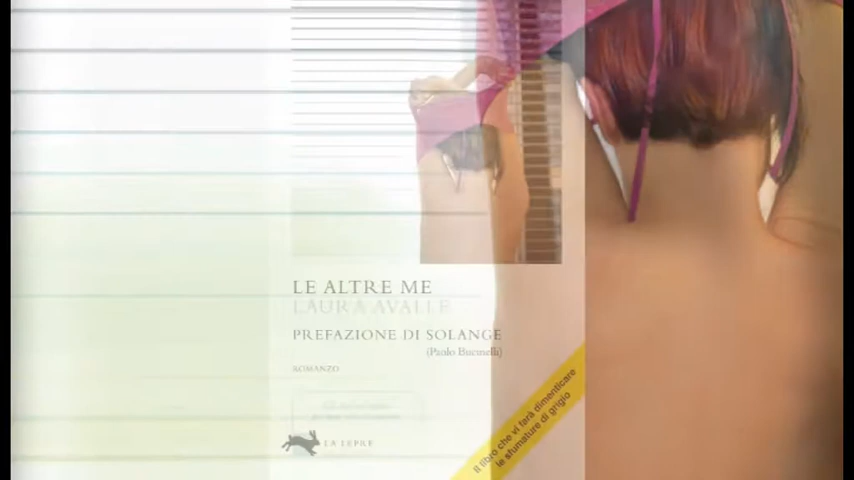 LE ALTRE ME
LAURA AVALLE
PREFAZIONE DI SOLANGE
(Paolo Bucinelli)
ROMANZO
LA LEPRE
Il libro che vi farà dimenticare
le sfumature di grigio